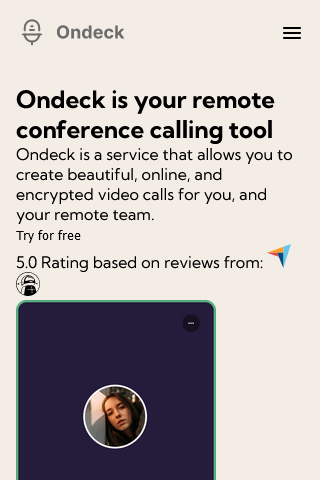 Ondeck
Ondeck is your remote
conference calling tool
Ondeck is a service that allows you to
create beautiful, online, and
encrypted video calls for you, and
your remote team.
Try for free
5.0 Rating based on reviews from: